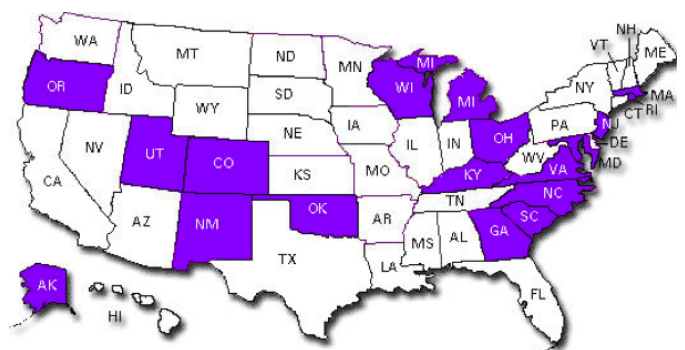 WA
MT
ND
MN
OR
ID
WY
SD
WI
MI
MI
NH
VT
ME
NY
MA
RI
CT
NV
UT
CO
NE
IA
IL
IN
OH
PA
NJ
DE
MD
WV
VA
CA
KS
MO
KY
NC
AZ
NM
OK
AR
TN
SC
TX
LA
MS
AL
GA
FL
AK
HI